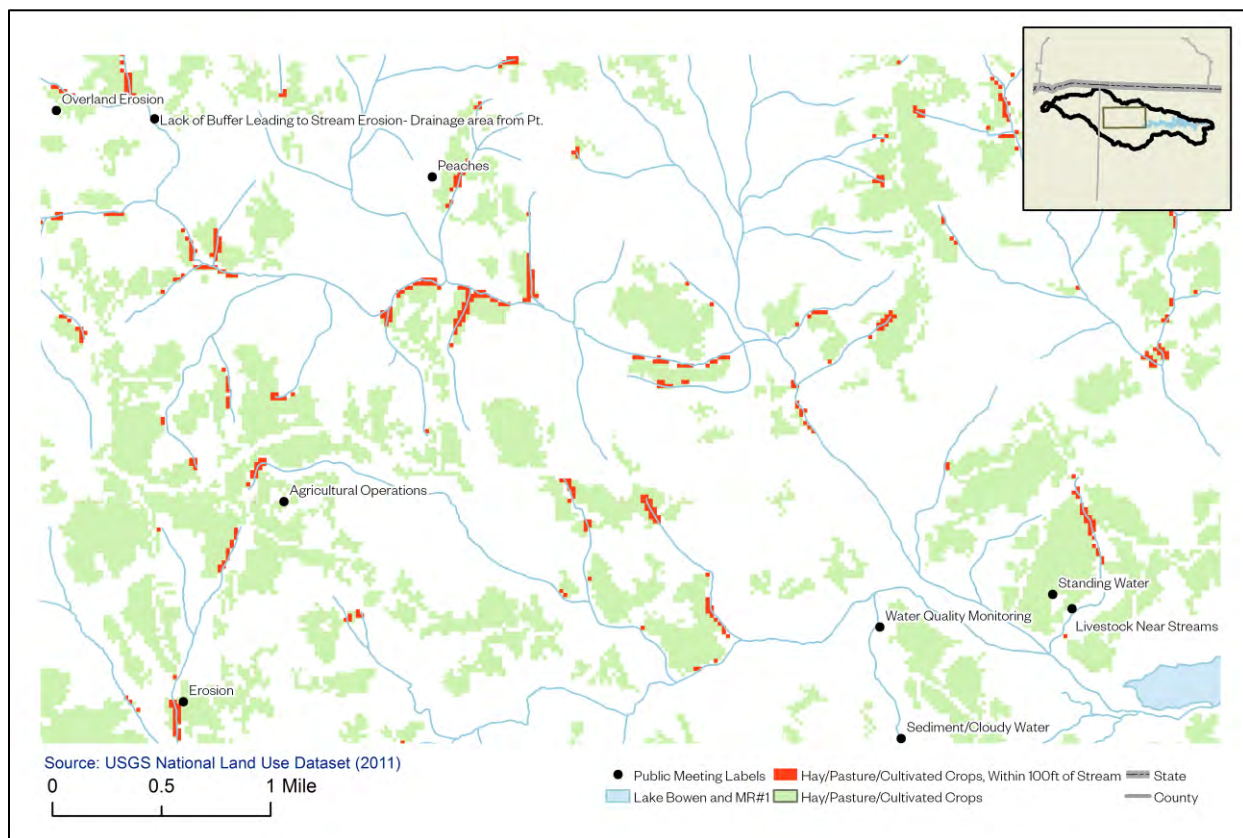 Overland Erosion
Lack of Buffer Leading to Stream Erosion- Drainage area from Pt.
Peaches
Agricultural Operations
Standing Water
Livestock Near Streams
Water Quality Monitoring
Erosion
Sediment/Cloudy Water
Source: USGS National Land Use Dataset (2011)
0 0.5 1 Mile
Public Meeting Labels
Hay/Pasture/Cultivated Crops, Within 100ft of Stream
State
Lake Bowen and MR#1
Hay/Pasture/Cultivated Crops
County